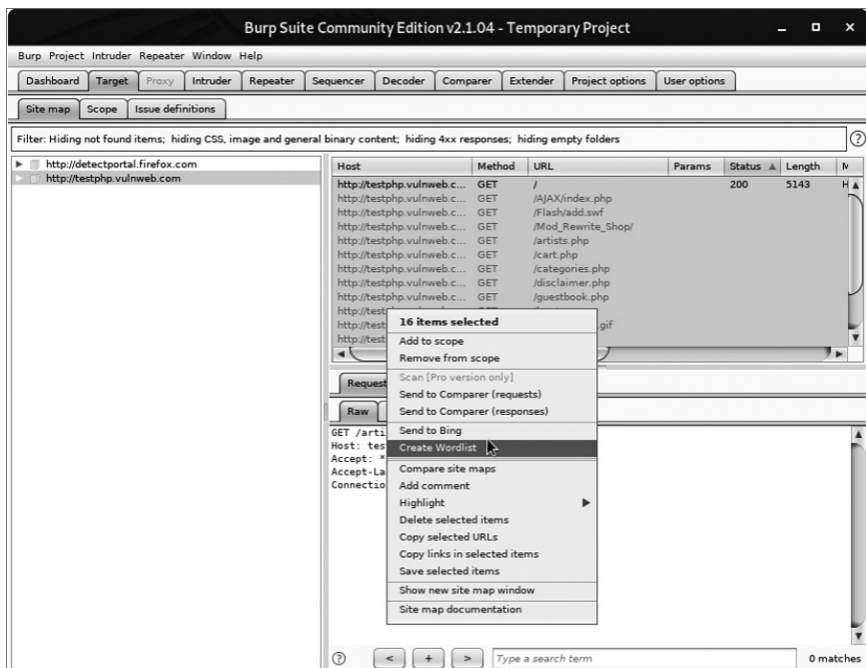 Burp Suite Community Edition v2.1.04 - Temporary Project
Burp Project Intruder Repeater Window Help
Dashboard Target Proxy Intruder Repeater Sequencer Decoder Comparer Extender Project options User options
Site map Scope Issue definitions
Filter: Hiding not found items; hiding CSS, image and general binary content; hiding 4xx responses; hiding empty folders
http://detectportal.firefox.com
http://testphp.vulnweb.com
Host Method URL Params Status Length
http://testphp.vulnweb.c... GET / 200 5143
http://testphp.vulnweb.c... GET /AJAX/index.php
http://testphp.vulnweb.c... GET /Flash/add.swf
http://testphp.vulnweb.c... GET /Mod_Rewrite_Shop/
http://testphp.vulnweb.c... GET /artists.php
http://testphp.vulnweb.c... GET /cart.php
http://testphp.vulnweb.c... GET /categories.php
http://testphp.vulnweb.c... GET /disclaimer.php
http://testphp.vulnweb.c... GET /guestbook.php
http://test
http://test .gif
http://test
16 items selected
Add to scope
Remove from scope
Scan [Pro version only]
Send to Comparer (requests)
Send to Comparer (responses)
Send to Bing
Create Wordlist
Compare site maps
Add comment
Highlight
Delete selected items
Copy selected URLs
Copy links in selected items
Save selected items
Show new site map window
Site map documentation
Request
Raw
GET /arti
Host: tes
Accept: *
Accept-La
Connectio
? < + > Type a search term 0 matches